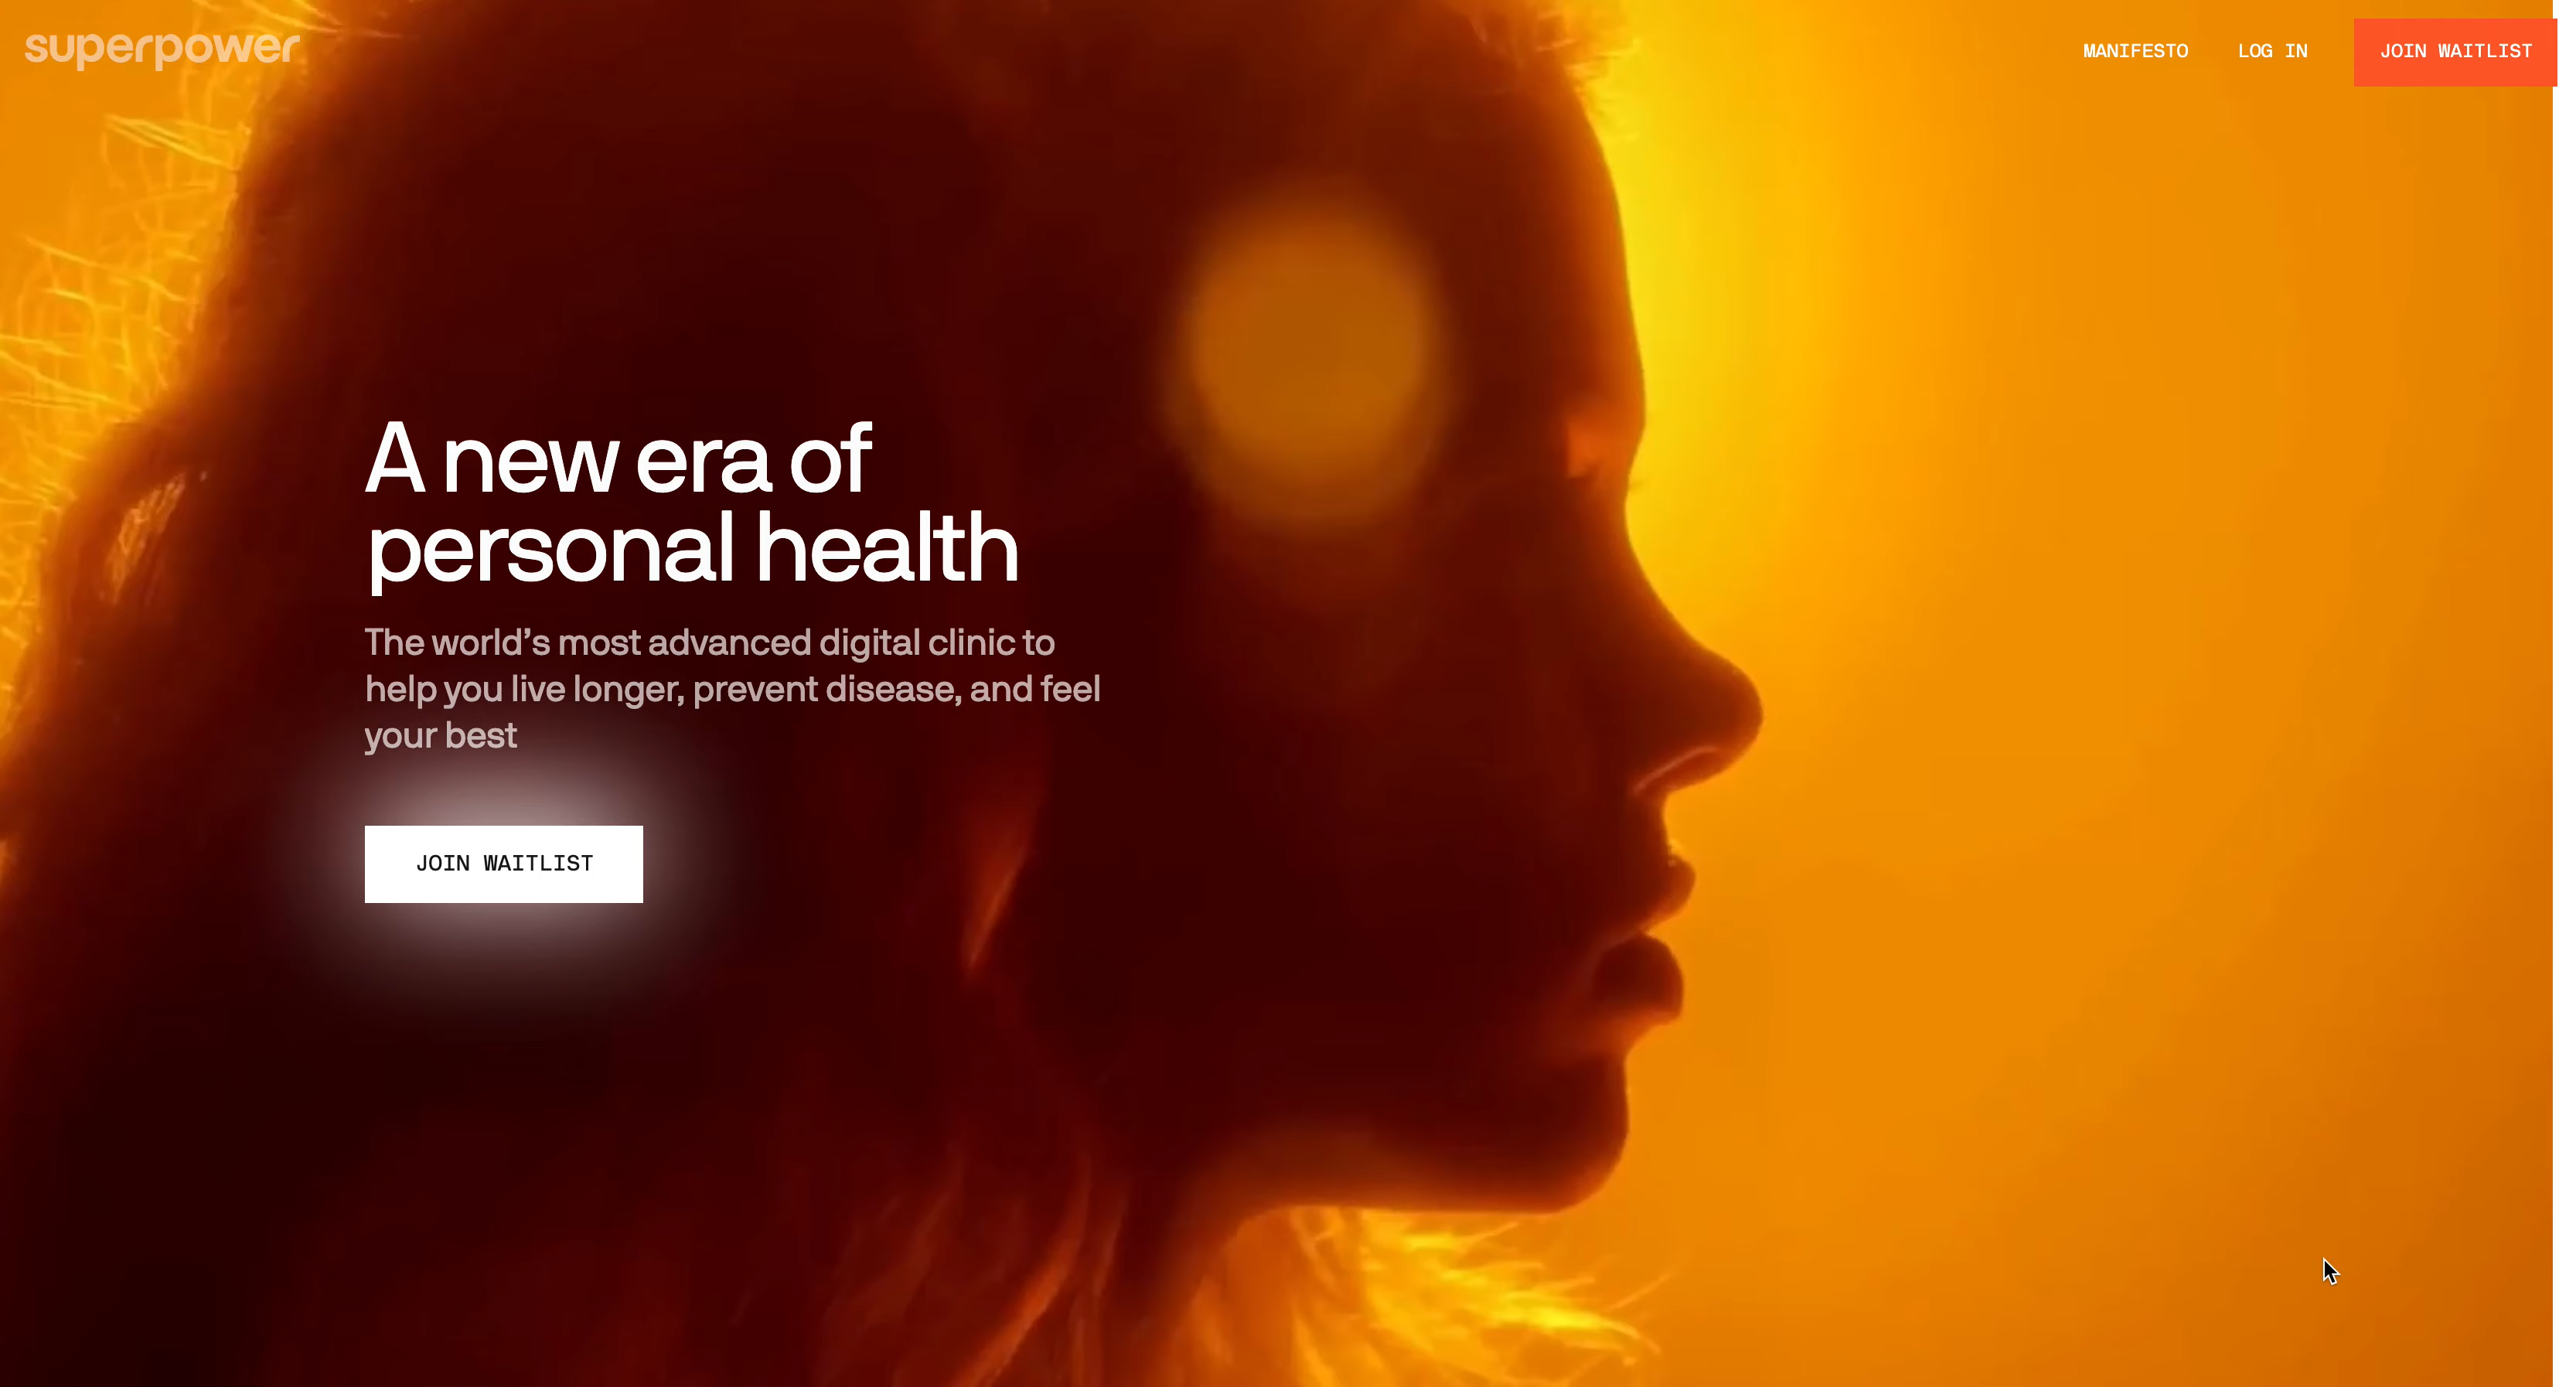 superpower
MANIFESTO
LOG IN
JOIN WAITLIST
A new era of
personal health
The world’s most advanced digital clinic to
help you live longer, prevent disease, and feel
your best
JOIN WAITLIST